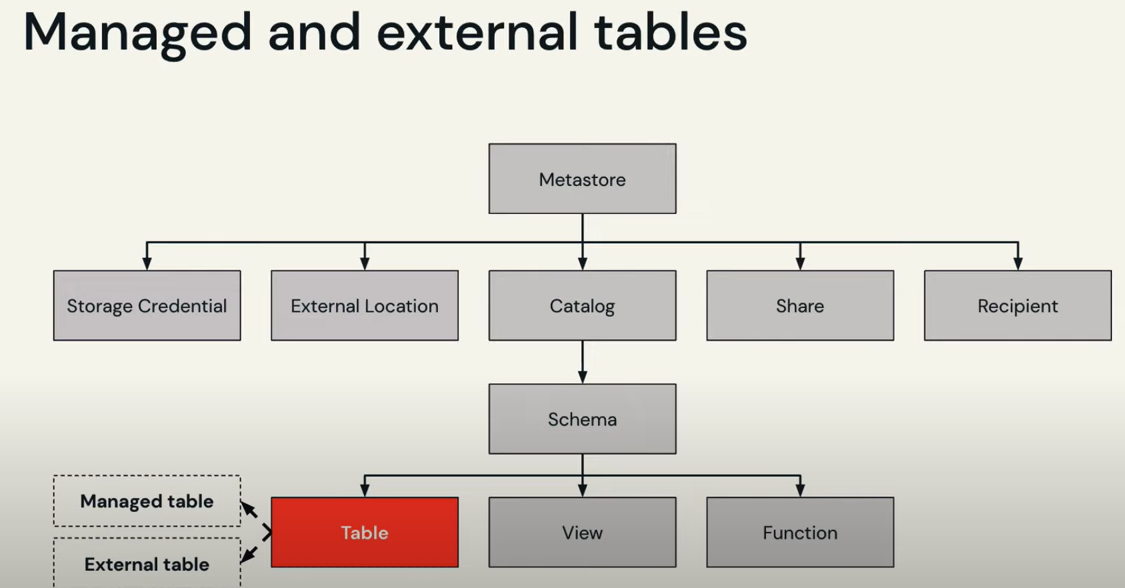 Managed and external tables
Metastore
Storage Credential
External Location
Catalog
Share
Recipient
Schema
Managed table
External table
Table
View
Function